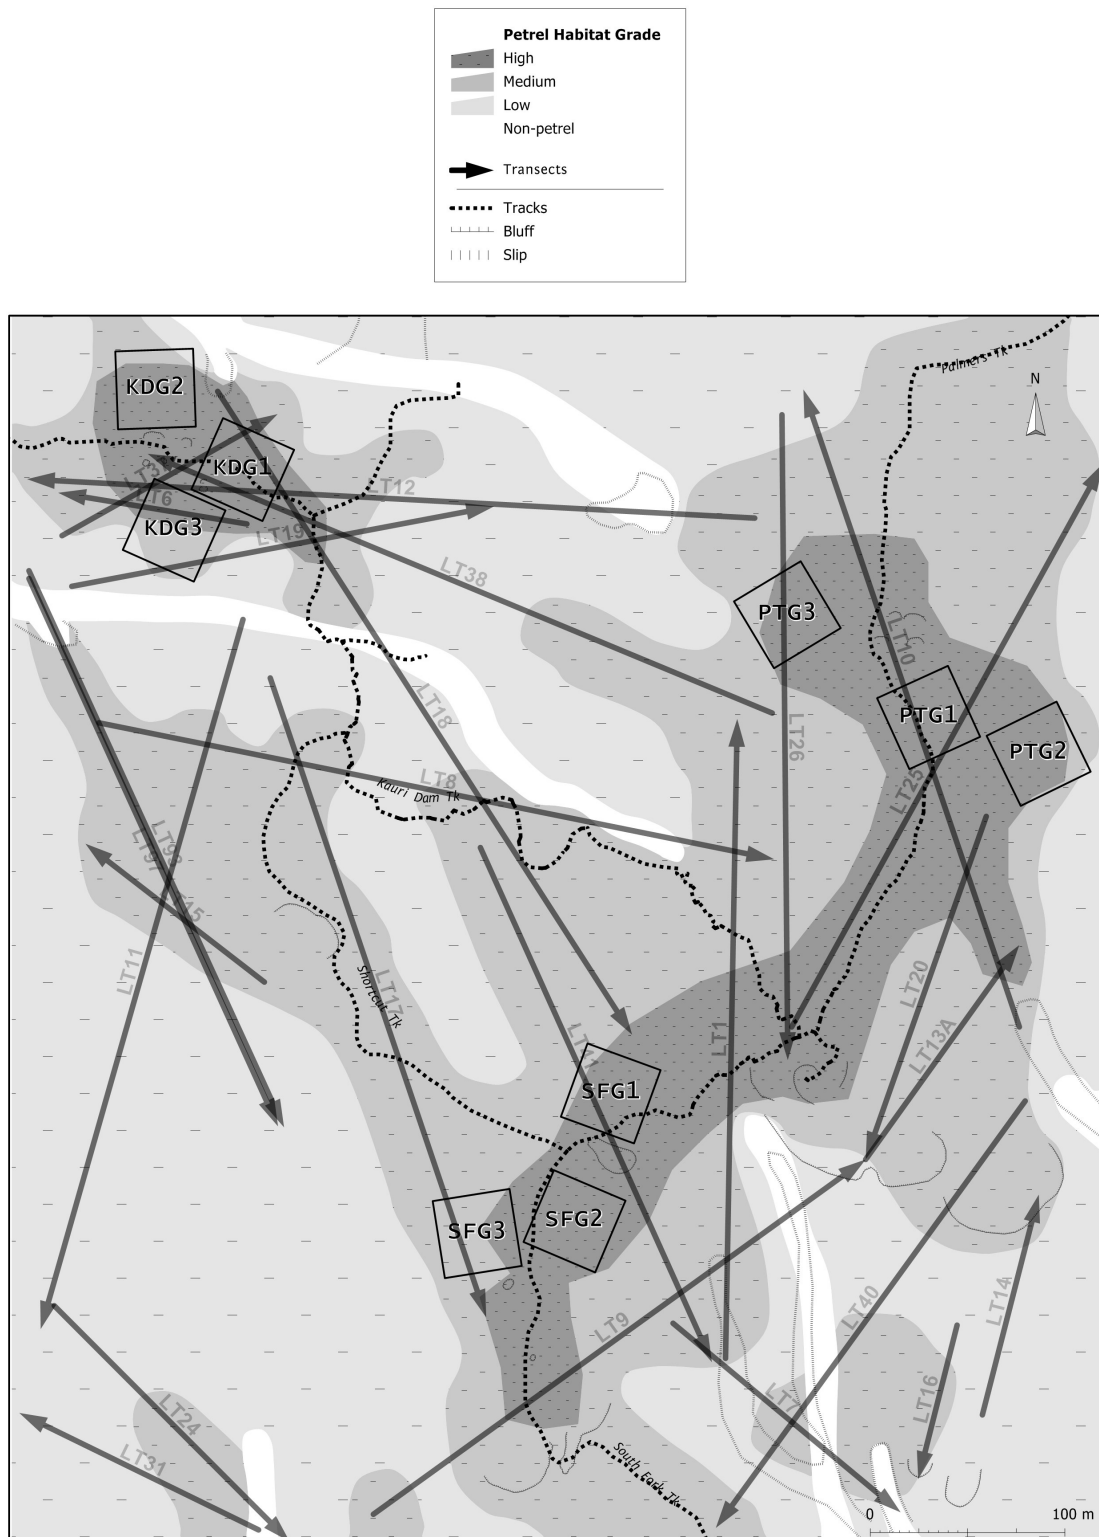 Petrel Habitat Grade
High
Medium
Low
Non-petrel
Transects
Tracks
Bluff
Slip
Palmers Tk
N
KDG2
KDG1
LT12
LT6
KDG3
LT19
LT38
PTG3
LT10
LT18
PTG1
LT26
PTG2
LT8
Kauri Dam Tk
LT25
LT11
LT17
Shortcut Tk
LT20
LT1
LT13A
SFG1
SFG3
SFG2
LT9
LT40
LT14
LT24
LT7
LT16
LT31
South Fork Tk
0
100 m